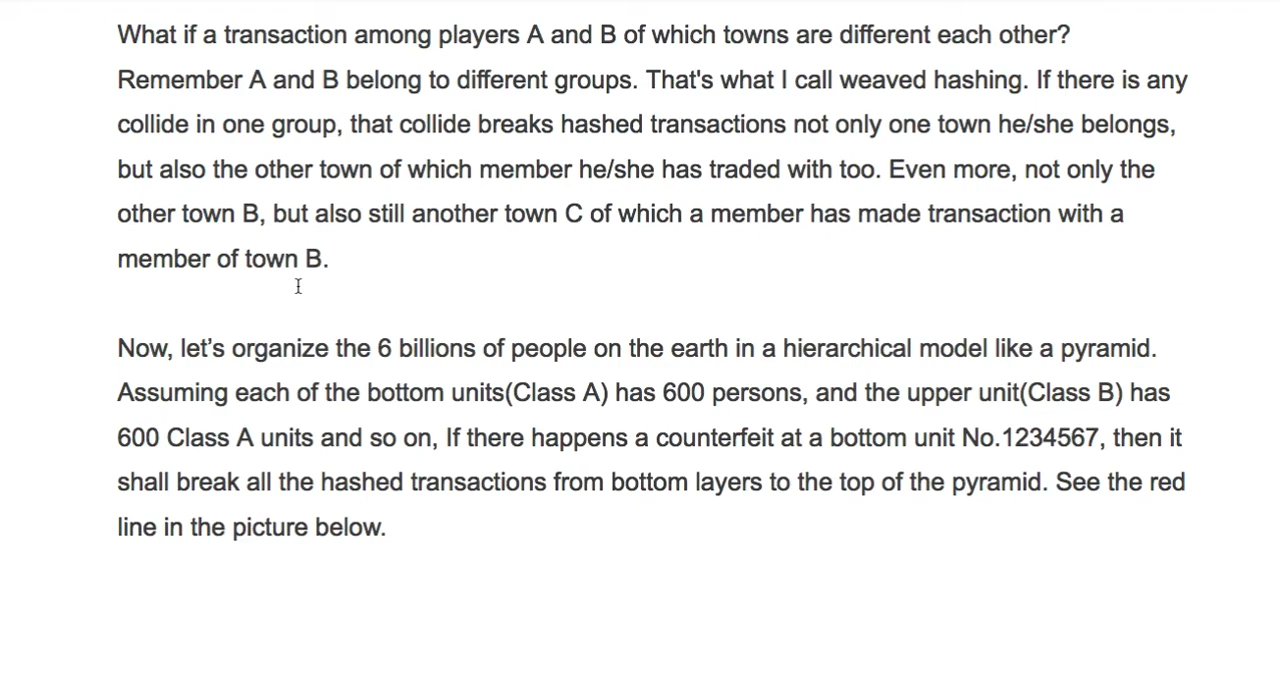 What if a transaction among players A and B of which towns are different each other?
Remember A and B belong to different groups. That's what I call weaved hashing. If there is any
collide in one group, that collide breaks hashed transactions not only one town he/she belongs,
but also the other town of which member he/she has traded with too. Even more, not only the
other town B, but also still another town C of which a member has made transaction with a
member of town B.
Now, let’s organize the 6 billions of people on the earth in a hierarchical model like a pyramid.
Assuming each of the bottom units(Class A) has 600 persons, and the upper unit(Class B) has
600 Class A units and so on, If there happens a counterfeit at a bottom unit No.1234567, then it
shall break all the hashed transactions from bottom layers to the top of the pyramid. See the red
line in the picture below.